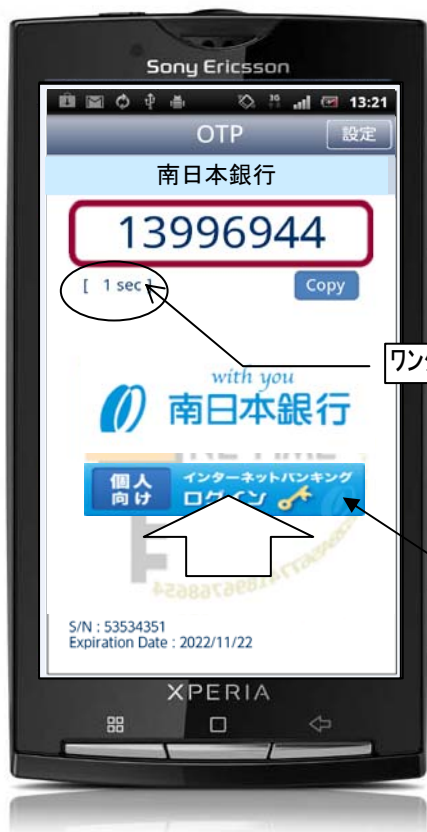 Sony Ericsson
3G 13:21
OTP 設定
南日本銀行
13996944
[ 1 sec ] Copy
ワン
with you
南日本銀行
個人向け インターネットバンキング ログイン
S/N : 53534351
Expiration Date : 2022/11/22
XPERIA